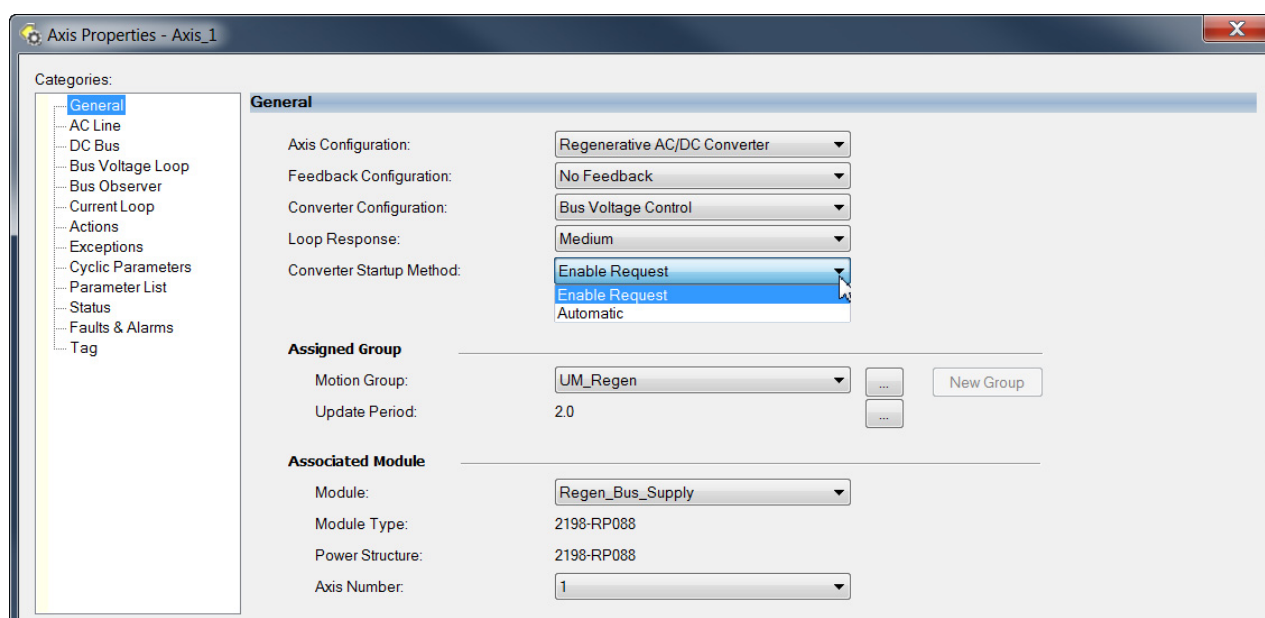 Axis Properties - Axis_1
X
Categories:
General
AC Line
DC Bus
Bus Voltage Loop
Bus Observer
Current Loop
Actions
Exceptions
Cyclic Parameters
Parameter List
Status
Faults & Alarms
Tag
General
Axis Configuration: Regenerative AC/DC Converter
Feedback Configuration: No Feedback
Converter Configuration: Bus Voltage Control
Loop Response: Medium
Converter Startup Method: Enable Request
Enable Request
Automatic
Assigned Group
Motion Group: UM_Regen ... New Group
Update Period: 2.0 ...
Associated Module
Module: Regen_Bus_Supply
Module Type: 2198-RP088
Power Structure: 2198-RP088
Axis Number: 1